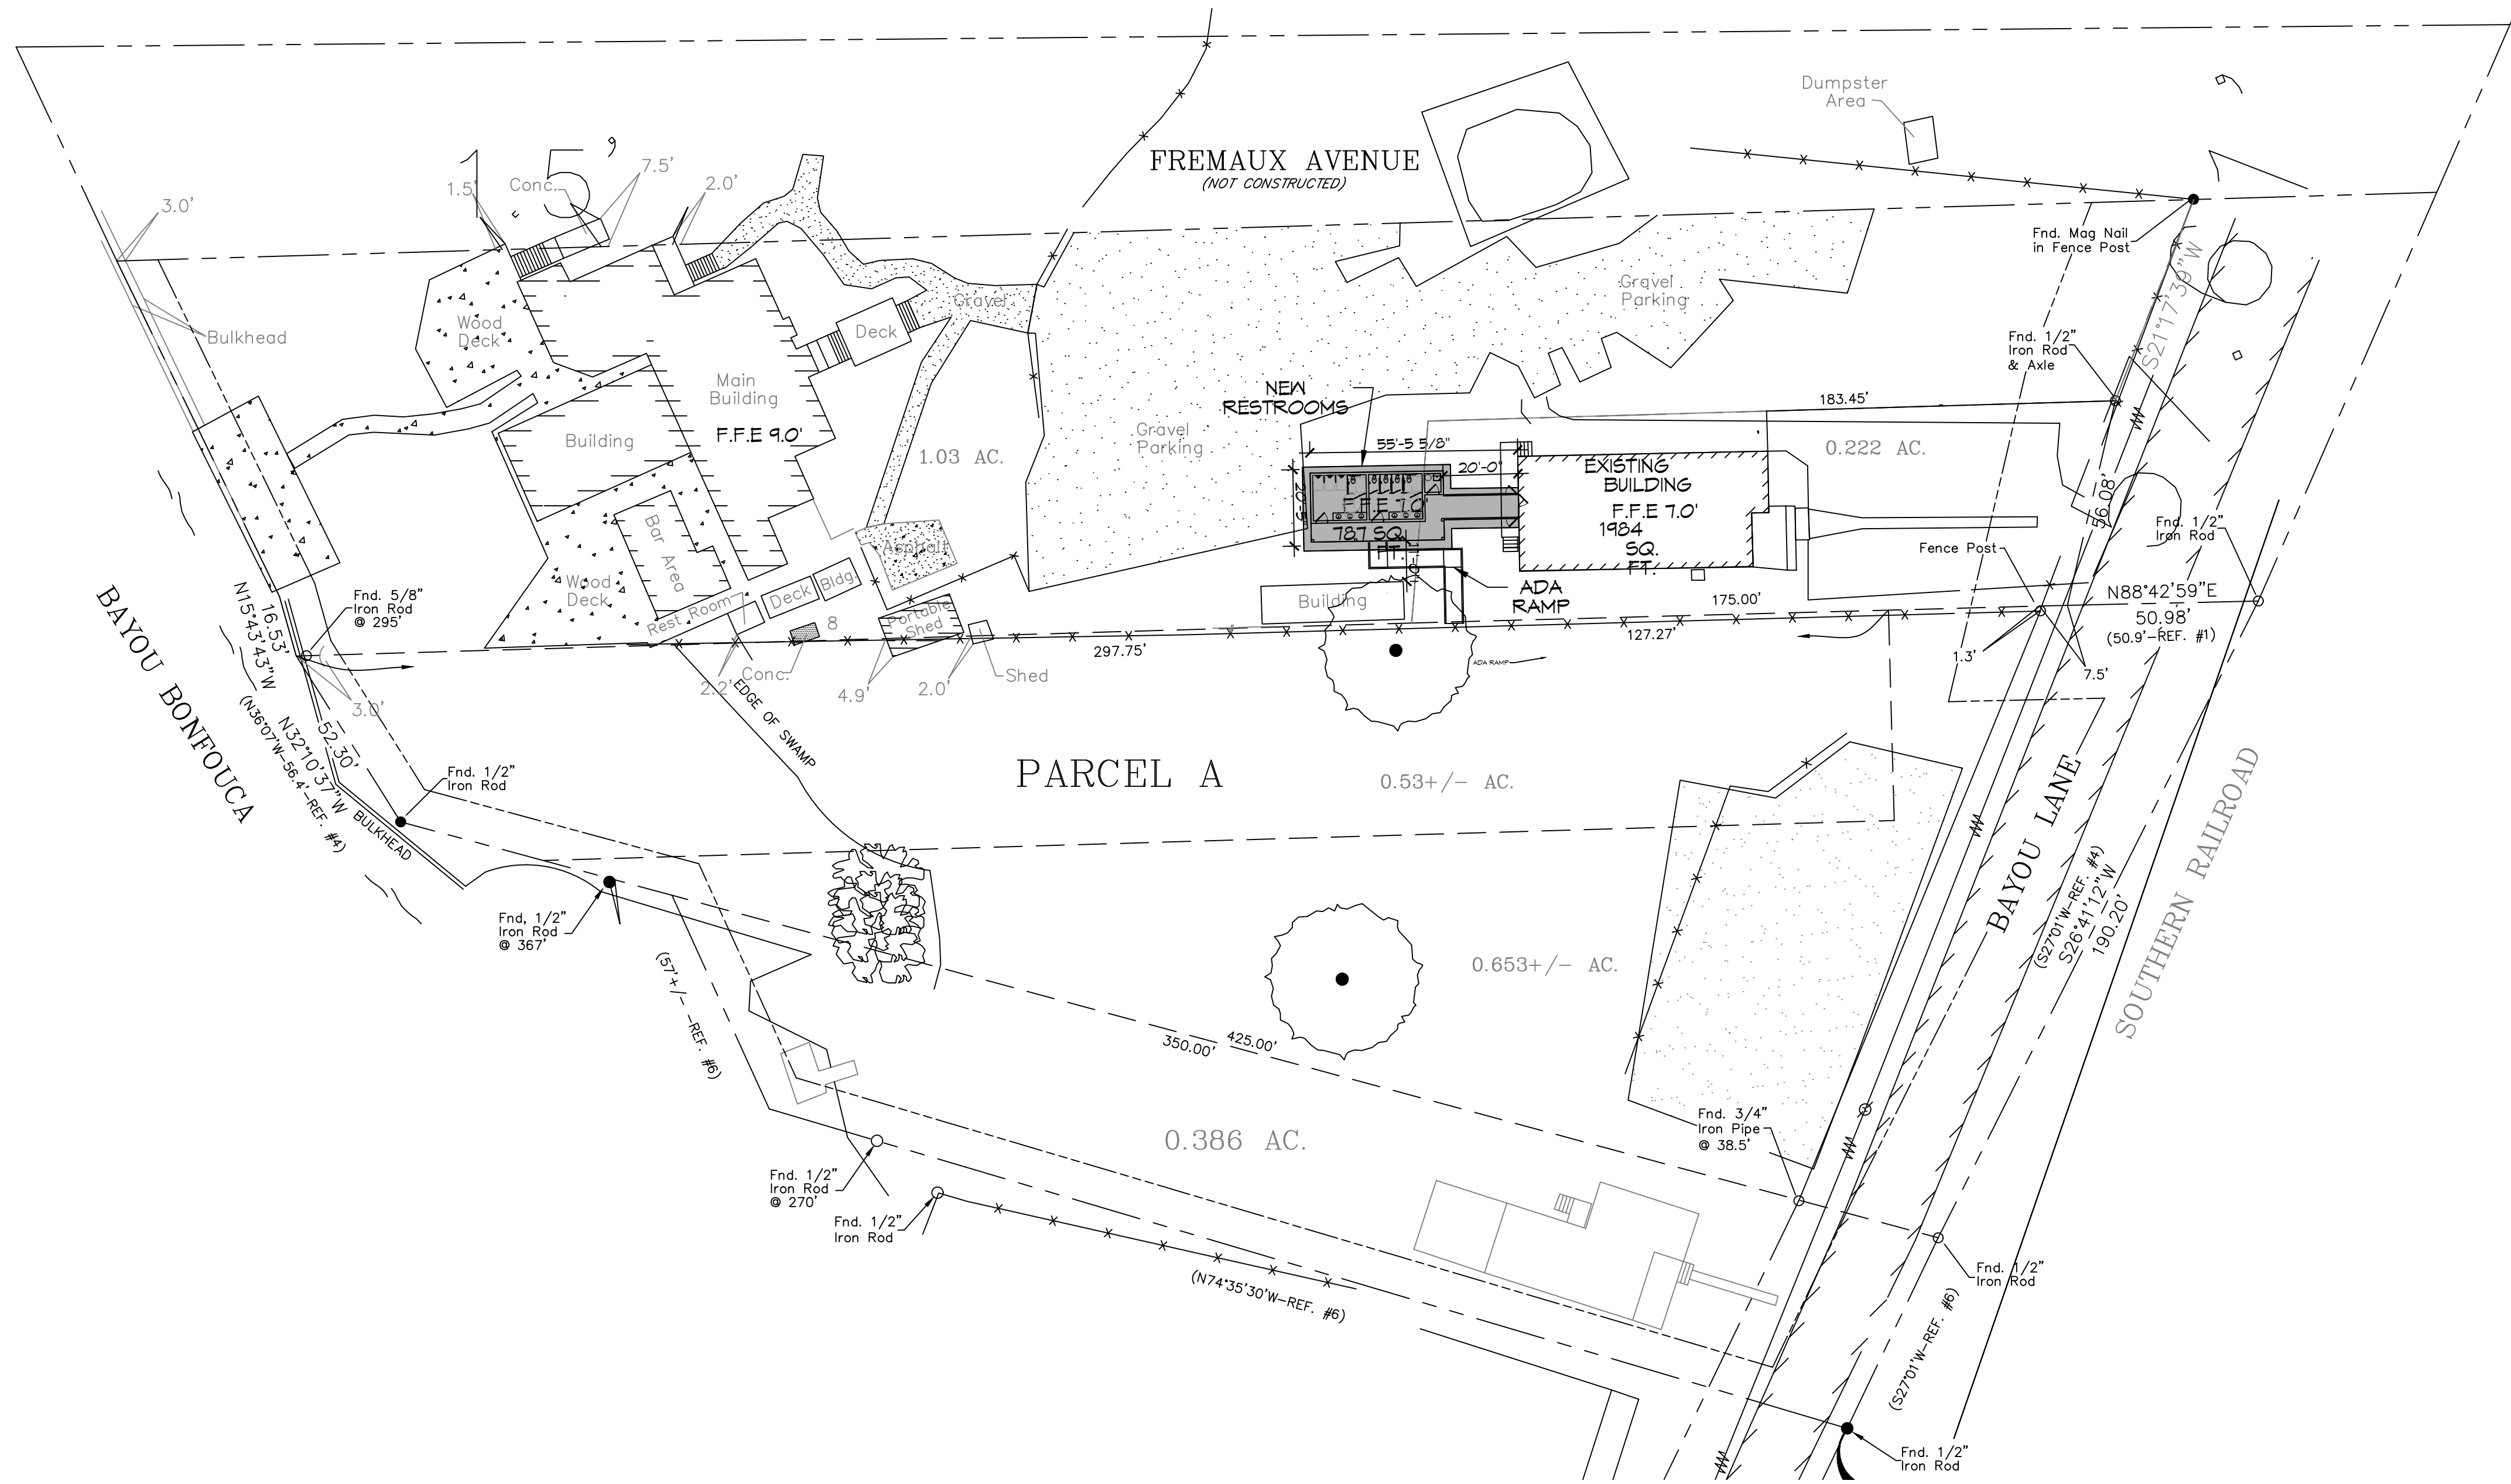 Dumpster
Area
FREMAUX AVENUE
(NOT CONSTRUCTED)
1.5'
7.5'
Conc.
1.5'
2.0'
3.0'
Fnd. Mag Nail
in Fence Post
S21°17'39"W
Gravel
Parking
Gravel
Bulkhead
Wood
Deck
Deck
Main
Building
F.F.E 9.0'
Building
Fnd. 1/2"
Iron Rod
& Axle
NEW
RESTROOMS
183.45'
Gravel
Parking
1.03 AC.
55'-5 5/8"
20'-0"
EXISTING
BUILDING
F.F.E 7.0'
1984
SQ.
FT.
0.222 AC.
F.F.E 7.0'
787 SQ.
FT.
56.08'
Fnd. 1/2"
Iron Rod
Bar
Area
Asphalt
Fence Post
Wood
Deck
Rest Room
Deck
Bldg.
Portable
Shed
8
Building
ADA
RAMP
175.00'
N88°42'59"E
50.98'
(50.9'-REF. #1)
BAYOU BONFOUCA
N15°43'43"W
16.53'
Fnd. 5/8"
Iron Rod
@ 295'
297.75'
127.27'
ADA RAMP
1.3'
7.5'
2.2'
Conc.
4.9'
2.0'
Shed
3.0'
EDGE OF SWAMP
(N36°07'W-56.4'-REF. #4)
N32°10'37"W
52.30'
Fnd. 1/2"
Iron Rod
BULKHEAD
PARCEL A
0.53+/- AC.
BAYOU LANE
(S27°01'W-REF. #4)
S26°41'12"W
190.20'
SOUTHERN RAILROAD
Fnd, 1/2"
Iron Rod
@ 367'
(57'+/- -REF. #6)
0.653+/- AC.
350.00'
425.00'
0.386 AC.
Fnd. 3/4"
Iron Pipe
@ 38.5'
Fnd. 1/2"
Iron Rod
@ 270'
Fnd. 1/2"
Iron Rod
(N74°35'30'W-REF. #6)
Fnd. 1/2"
Iron Rod
(S27°01'W-REF. #6)
Fnd. 1/2"
Iron Rod